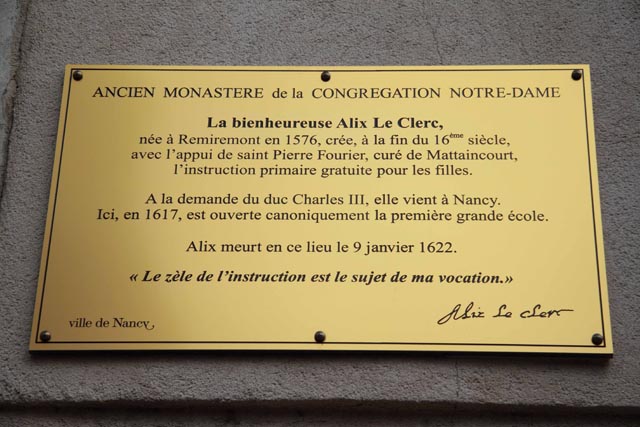 ANCIEN MONASTERE de la CONGREGATION NOTRE-DAME
La bienheureuse Alix Le Clerc,
née à Remiremont en 1576, crée, à la fin du 16ème siècle,
avec l'appui de saint Pierre Fourier, curé de Mattaincourt,
l'instruction primaire gratuite pour les filles.
A la demande du duc Charles III, elle vient à Nancy.
Ici, en 1617, est ouverte canoniquement la première grande école.
Alix meurt en ce lieu le 9 janvier 1622.
« Le zèle de l'instruction est le sujet de ma vocation.»
ville de Nancy
Alix Le clerc